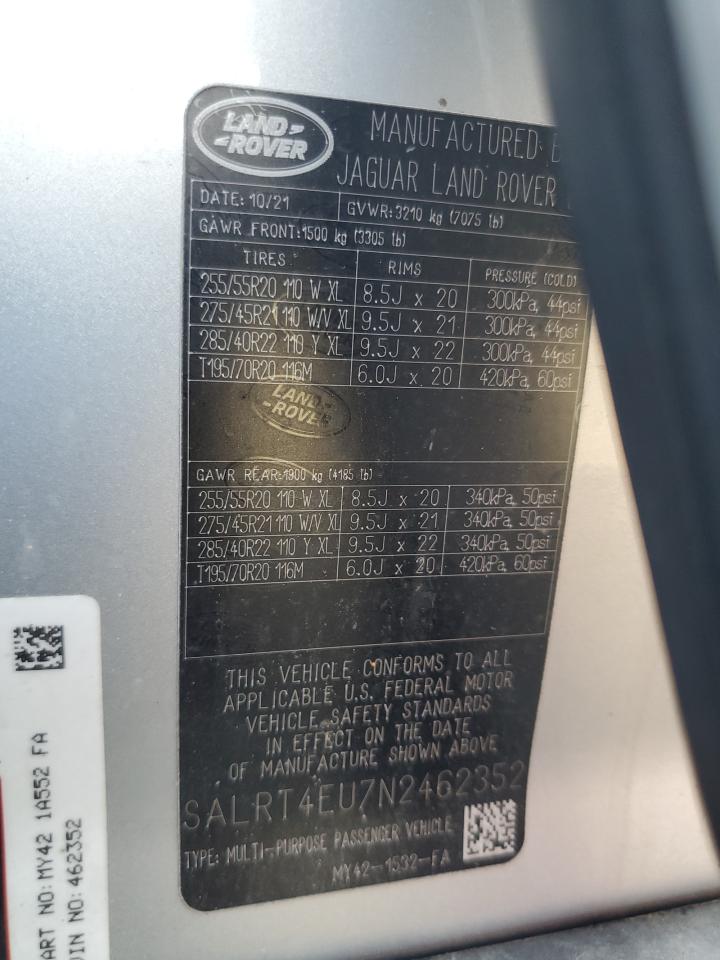 LAND-
-ROVER
MANUFACTURED
JAGUAR LAND ROVER
DATE: 10/21 GVWR:3210 kg (7075 lb)
GAWR FRONT:1500 kg (3305 lb)
TIRES RIMS PRESSURE (COLD)
255/55R20 110 W XL 8.5J x 20 300kPa, 44psi
275/45R21 110 W/V XL 9.5J x 21 300kPa, 44psi
285/40R22 110 Y XL 9.5J x 22 300kPa, 44psi
T195/70R20 116M 6.0J x 20 420kPa, 60psi
LAND-
-ROVER
GAWR REAR:1900 kg (4185 lb)
255/55R20 110 W XL 8.5J x 20 340kPa, 50psi
275/45R21 110 W/V XL 9.5J x 21 340kPa, 50psi
285/40R22 110 Y XL 9.5J x 22 340kPa, 50psi
T195/70R20 116M 6.0J x 20 420kPa, 60psi
THIS VEHICLE CONFORMS TO ALL
APPLICABLE U.S. FEDERAL MOTOR
VEHICLE SAFETY STANDARDS
IN EFFECT ON THE DATE
OF MANUFACTURE SHOWN ABOVE
SALRT4EU7N2462352
TYPE: MULTI-PURPOSE PASSENGER VEHICLE
MY42-1532-FA
ART NO: MY42 1A552 FA
VIN NO: 462352